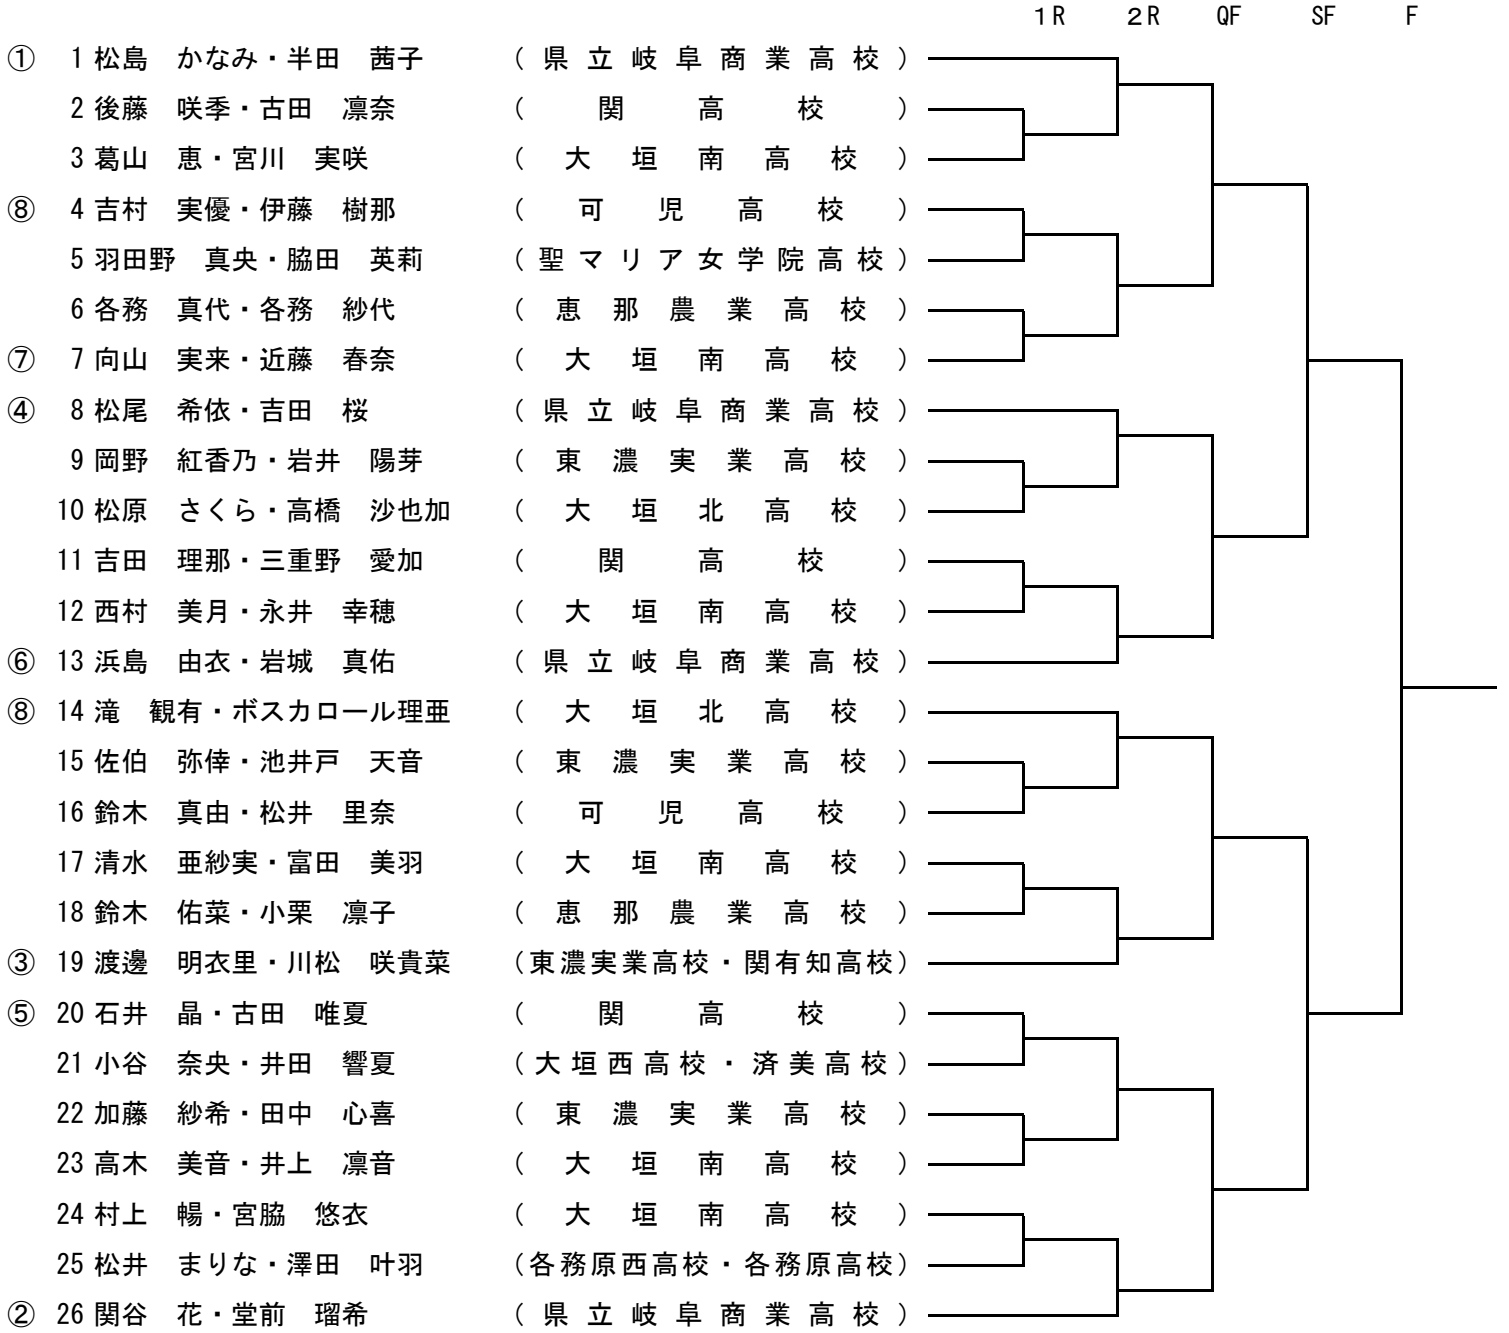 １R　２R　QF　SF　F
① 1 松島　かなみ・半田　茜子 （県立岐阜商業高校）
2 後藤　咲季・古田　凛奈 （関高校）
3 葛山　恵・宮川　実咲 （大垣南高校）
⑧ 4 吉村　実優・伊藤　樹那 （可児高校）
5 羽田野　真央・脇田　英莉 （聖マリア女学院高校）
6 各務　真代・各務　紗代 （恵那農業高校）
⑦ 7 向山　実来・近藤　春奈 （大垣南高校）
④ 8 松尾　希依・吉田　桜 （県立岐阜商業高校）
9 岡野　紅香乃・岩井　陽芽 （東濃実業高校）
10 松原　さくら・高橋　沙也加 （大垣北高校）
11 吉田　理那・三重野　愛加 （関高校）
12 西村　美月・永井　幸穂 （大垣南高校）
⑥ 13 浜島　由衣・岩城　真佑 （県立岐阜商業高校）
⑧ 14 滝　観有・ボスカロール理亜 （大垣北高校）
15 佐伯　弥倖・池井戸　天音 （東濃実業高校）
16 鈴木　真由・松井　里奈 （可児高校）
17 清水　亜紗実・富田　美羽 （大垣南高校）
18 鈴木　佑菜・小栗　凛子 （恵那農業高校）
③ 19 渡邊　明衣里・川松　咲貴菜 （東濃実業高校・関有知高校）
⑤ 20 石井　晶・古田　唯夏 （関高校）
21 小谷　奈央・井田　響夏 （大垣西高校・済美高校）
22 加藤　紗希・田中　心喜 （東濃実業高校）
23 高木　美音・井上　凛音 （大垣南高校）
24 村上　暢・宮脇　悠衣 （大垣南高校）
25 松井　まりな・澤田　叶羽 （各務原西高校・各務原高校）
② 26 関谷　花・堂前　瑠希 （県立岐阜商業高校）